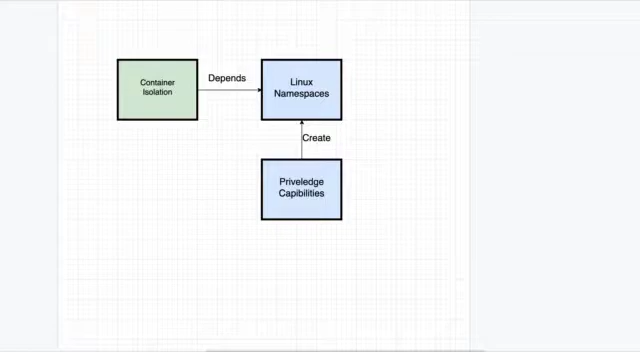 Container
Isolation
Depends
Linux
Namespaces
Create
Priveledge
Capibilities